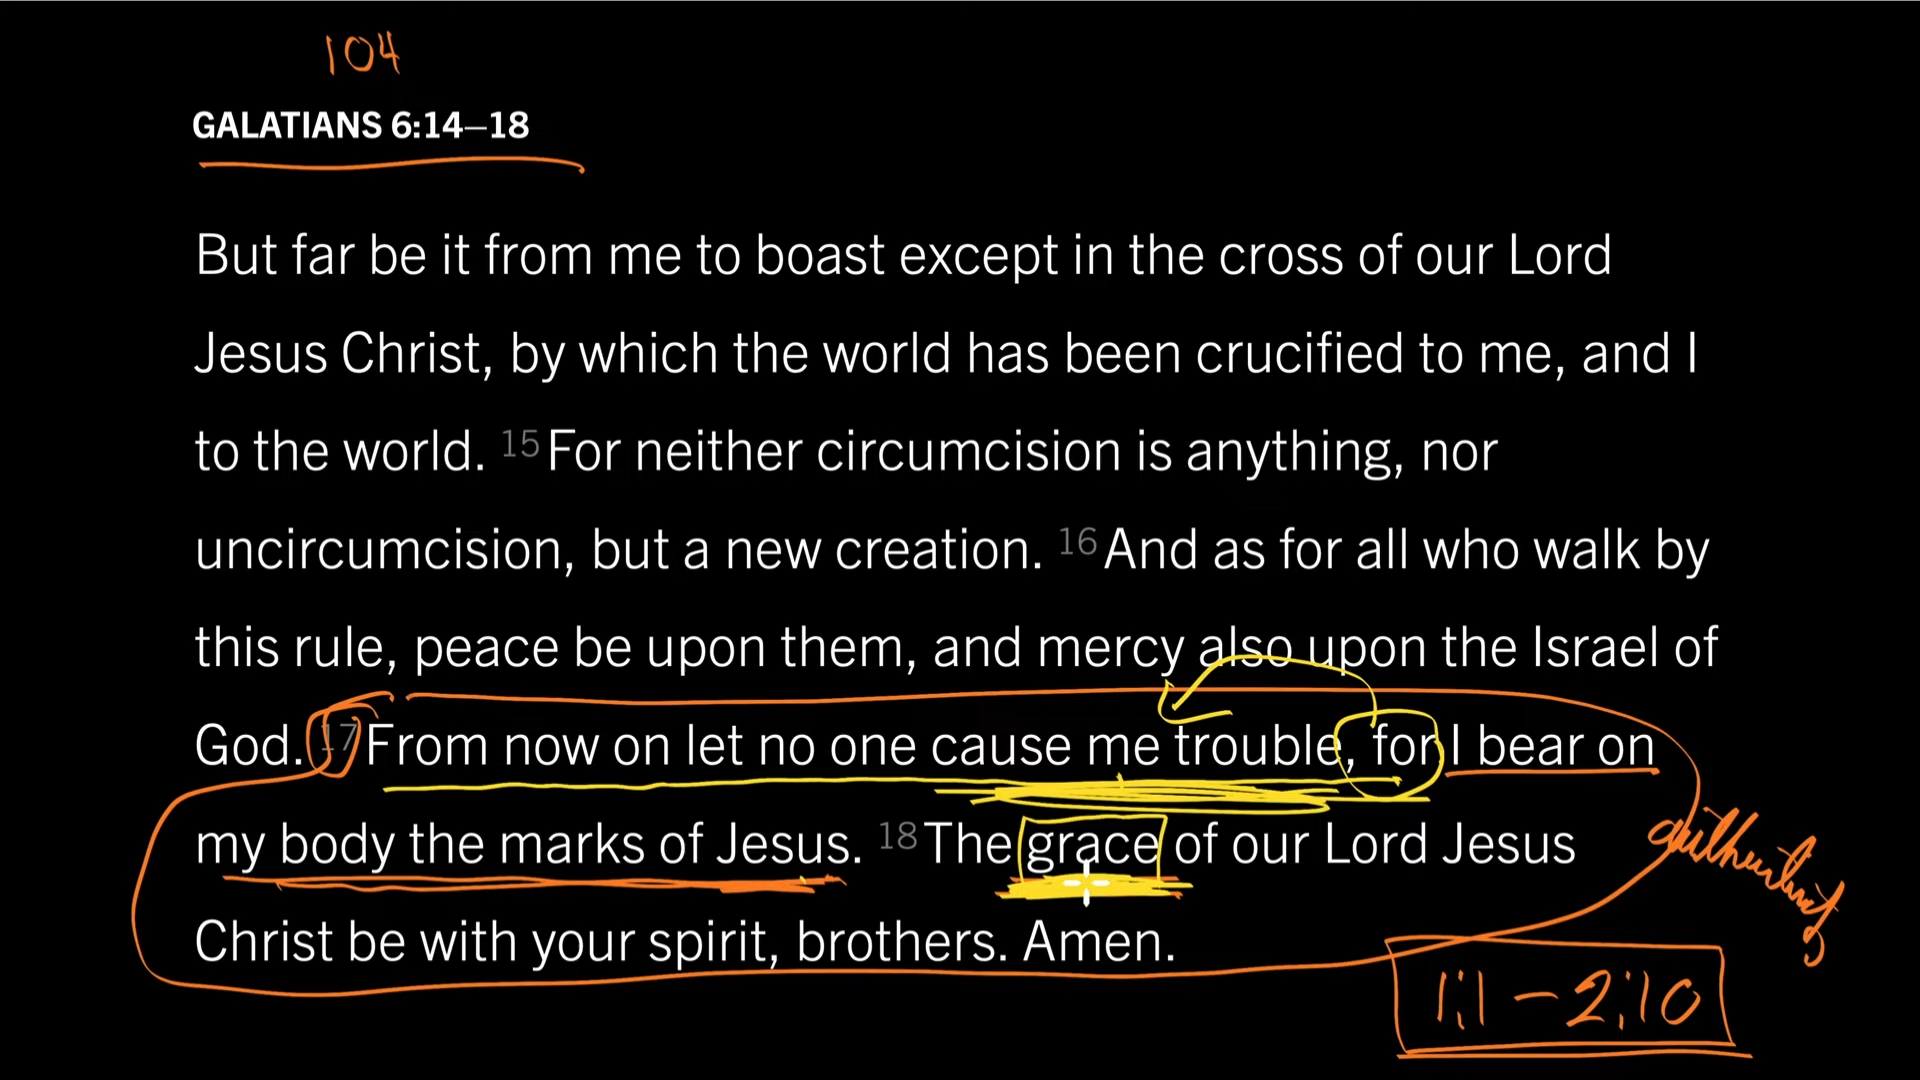 104
GALATIANS 6:14–18
But far be it from me to boast except in the cross of our Lord
Jesus Christ, by which the world has been crucified to me, and I
to the world. 15 For neither circumcision is anything, nor
uncircumcision, but a new creation. 16 And as for all who walk by
this rule, peace be upon them, and mercy also upon the Israel of
God. 17 From now on let no one cause me trouble, for I bear on
my body the marks of Jesus. 18 The grace of our Lord Jesus
authority
Christ be with your spirit, brothers. Amen.
1:1 – 2:10